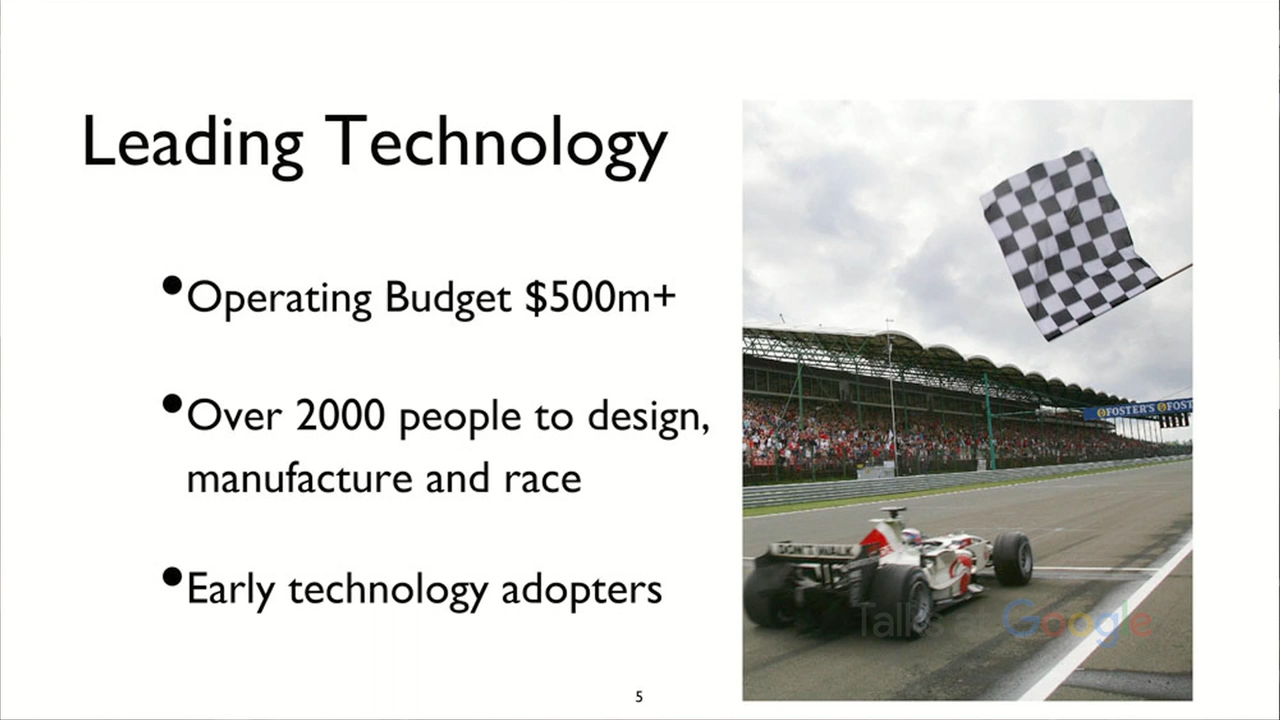 Leading Technology
•Operating Budget $500m+
•Over 2000 people to design,
manufacture and race
•Early technology adopters
FOSTER'S FOST
DON'T WALK
Talks at Google
5